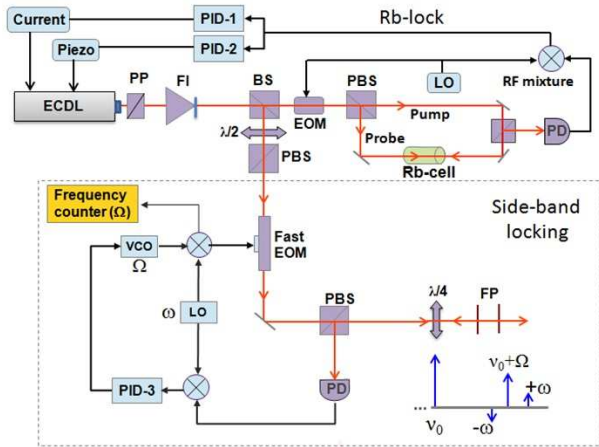 Current
PID-1
Rb-lock
Piezo
PID-2
PP
FI
BS
PBS
LO
RF mixture
ECDL
EOM
Pump
PD
λ/2
Probe
PBS
Rb-cell
Frequency
counter (Ω)
Side-band
locking
VCO
Fast
EOM
Ω
ω
LO
PBS
λ/4
FP
PID-3
PD
ν₀+Ω
+ω
...
ν₀
-ω